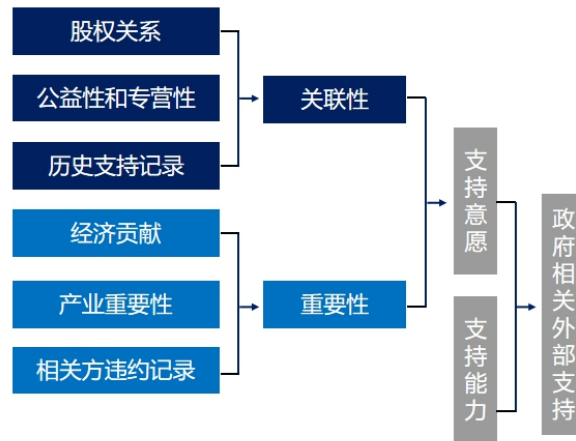 股权关系
公益性和专营性
历史支持记录
关联性
经济贡献
产业重要性
相关方违约记录
重要性
支持意愿
支持能力
政府相关外部支持